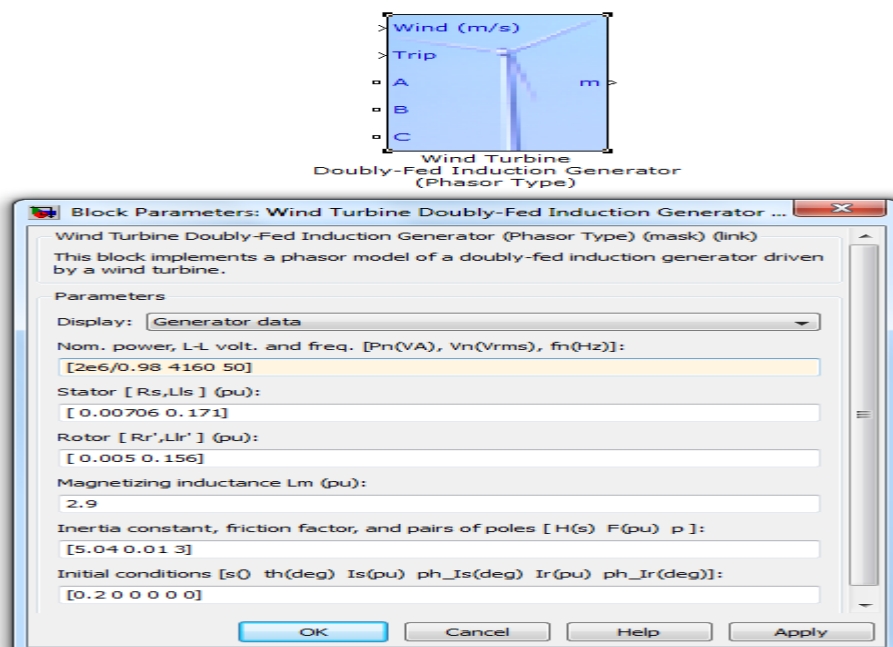 Wind (m/s)
Trip
A
m
B
C
Wind Turbine
Doubly-Fed Induction Generator
(Phasor Type)
Block Parameters: Wind Turbine Doubly-Fed Induction Generator ...
Wind Turbine Doubly-Fed Induction Generator (Phasor Type) (mask) (link)
This block implements a phasor model of a doubly-fed induction generator driven
by a wind turbine.
Parameters
Display: Generator data
Nom. power, L-L volt. and freq. [Pn(VA), Vn(Vrms), fn(Hz)]:
[2e6/0.98 4160 50]
Stator [ Rs,Lls ] (pu):
[ 0.00706 0.171]
Rotor [ Rr',Llr' ] (pu):
[ 0.005 0.156]
Magnetizing inductance Lm (pu):
2.9
Inertia constant, friction factor, and pairs of poles [ H(s) F(pu) p ]:
[5.04 0.01 3]
Initial conditions [s() th(deg) Is(pu) ph_Is(deg) Ir(pu) ph_Ir(deg)]:
[0.2 0 0 0 0 0]
OK Cancel Help Apply